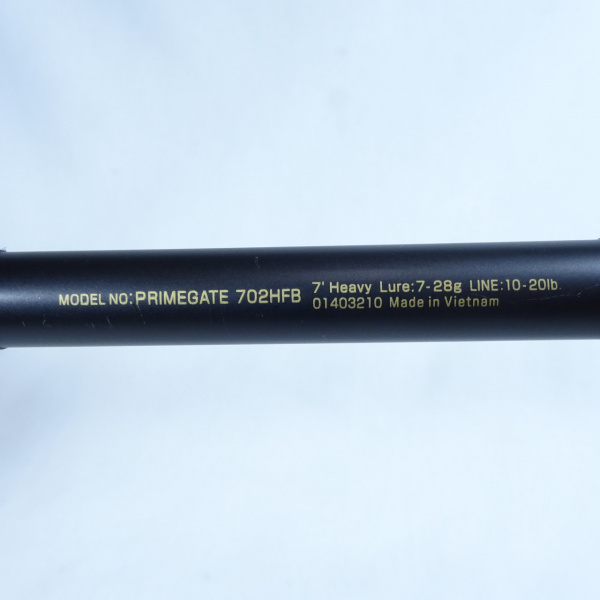 MODEL NO:PRIMEGATE 702HFB 7' Heavy Lure:7-28g LINE:10-20lb.
01403210 Made in Vietnam